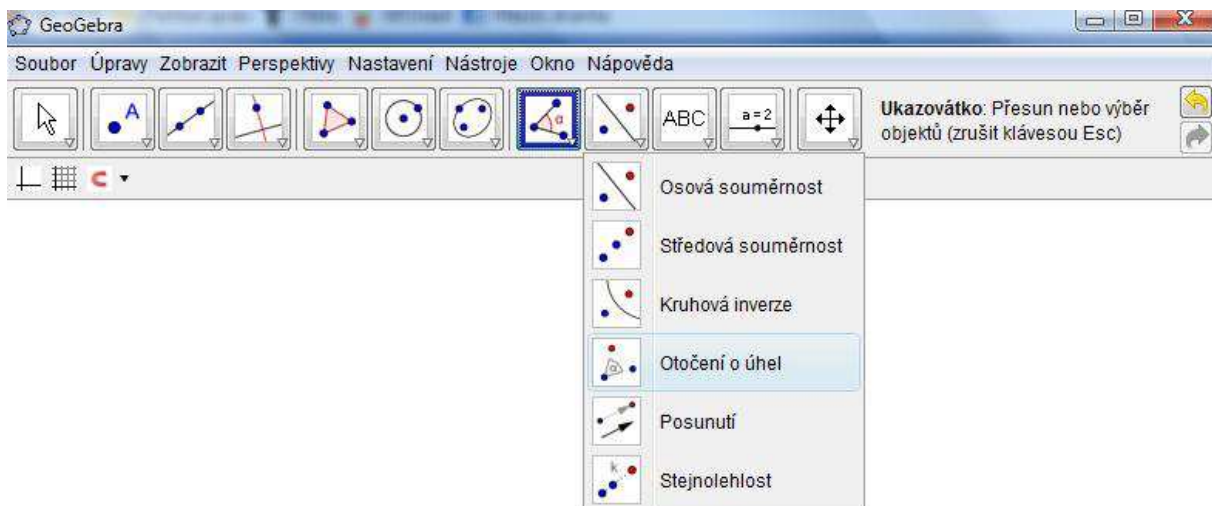 GeoGebra
Soubor Úpravy Zobrazit Perspektivy Nastavení Nástroje Okno Nápověda
A
α
ABC
a=2
Ukazovátko: Přesun nebo výběr
objektů (zrušit klávesou Esc)
Osová souměrnost
Středová souměrnost
Kruhová inverze
α
Otočení o úhel
Posunutí
k
Stejnolehlost